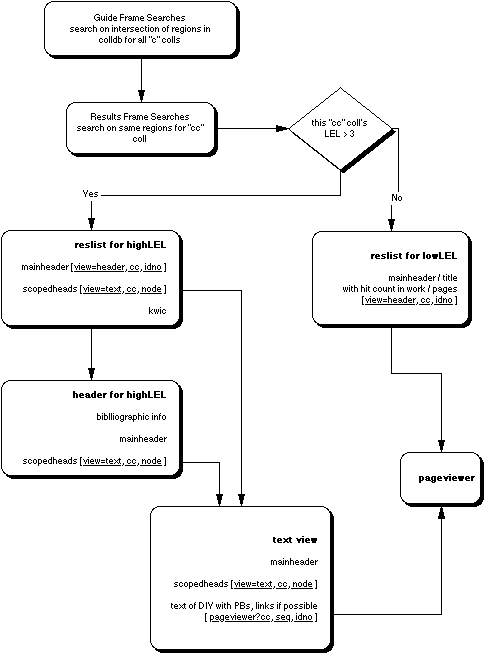 Guide Frame Searches
search on intersection of regions in
colldb for all "c" colls
Results Frame Searches
search on same regions for "cc"
coll
this "cc" coll's
LEL > 3
Yes
No
reslist for highLEL
mainheader [view=header, cc, idno ]
scopedheads [view=text, cc, node ]
kwic
reslist for lowLEL
mainheader / title
with hit count in work / pages
[view=header, cc, idno ]
header for highLEL
biblliographic info
mainheader
scopedheads [view=text, cc, node ]
pageviewer
text view
mainheader
scopedheads [view=text, cc, node ]
text of DIY with PBs, links if possible
[ pageviewer?cc, seq, idno ]